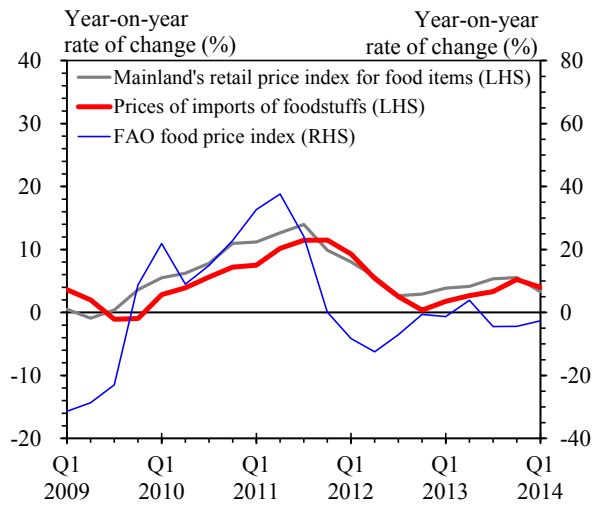 Year-on-year
rate of change (%)
Year-on-year
rate of change (%)
Mainland's retail price index for food items (LHS)
Prices of imports of foodstuffs (LHS)
FAO food price index (RHS)
40
30
20
10
0
-10
-20
80
60
40
20
0
-20
-40
Q1 Q1 Q1 Q1 Q1 Q1
2009 2010 2011 2012 2013 2014